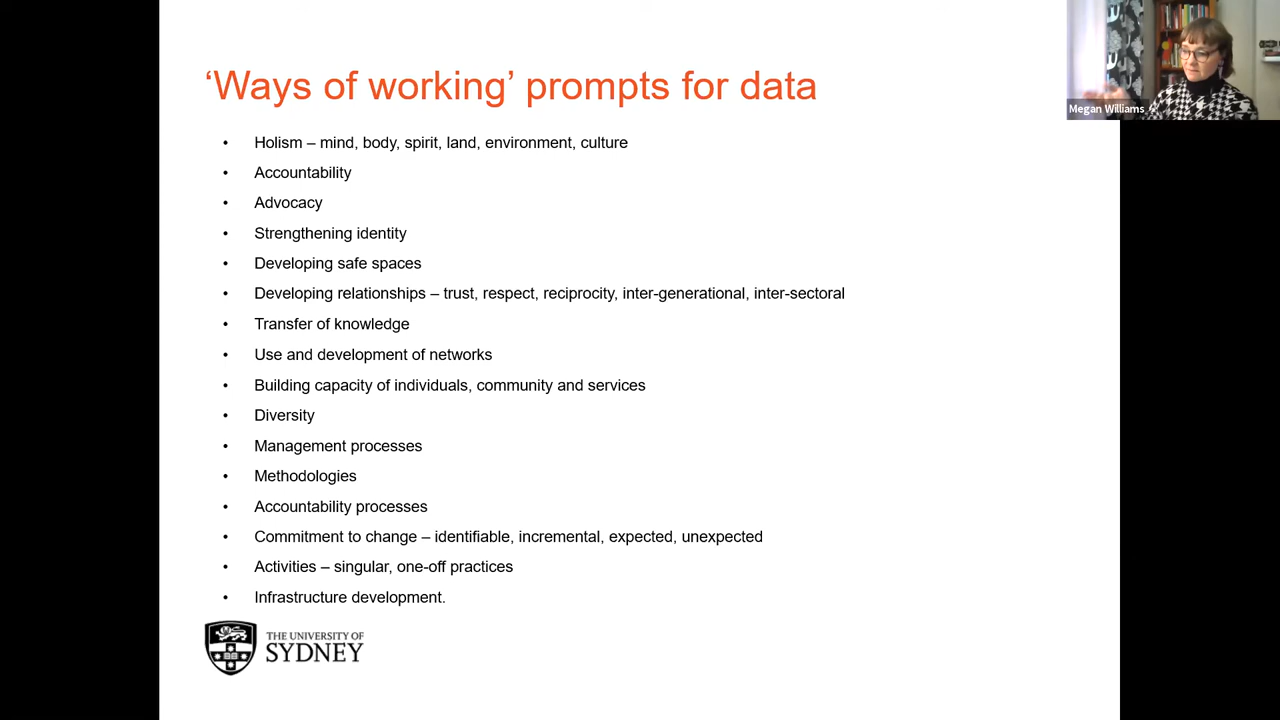 ‘Ways of working’ prompts for data
Megan Williams
• Holism – mind, body, spirit, land, environment, culture
• Accountability
• Advocacy
• Strengthening identity
• Developing safe spaces
• Developing relationships – trust, respect, reciprocity, inter-generational, inter-sectoral
• Transfer of knowledge
• Use and development of networks
• Building capacity of individuals, community and services
• Diversity
• Management processes
• Methodologies
• Accountability processes
• Commitment to change – identifiable, incremental, expected, unexpected
• Activities – singular, one-off practices
• Infrastructure development.
THE UNIVERSITY OF
SYDNEY